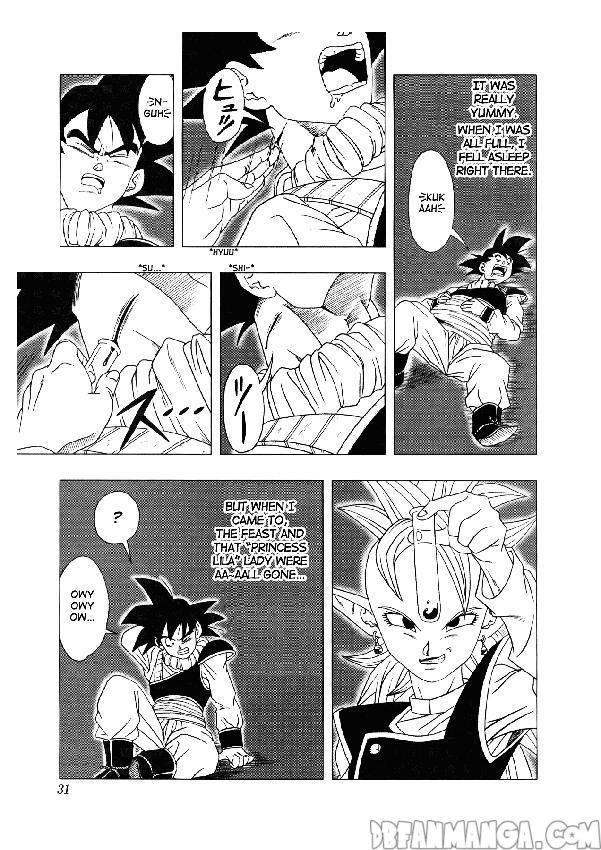 IT WAS
REALLY
YUMMY.
WHEN I WAS
ALL FULL, I
FELL ASLEEP
RIGHT THERE.
KUK
AAH
ヒュッ
*HYUU*
N-
GUH
*SHI-*
ツー
*SU...*
ス...
BUT WHEN I
CAME TO,
THE FEAST AND
THAT "PRINCESS
LILA" LADY WERE
AA-AALL GONE...
?
OWY
OWY
OW...
31
DBFANMANGA.COM